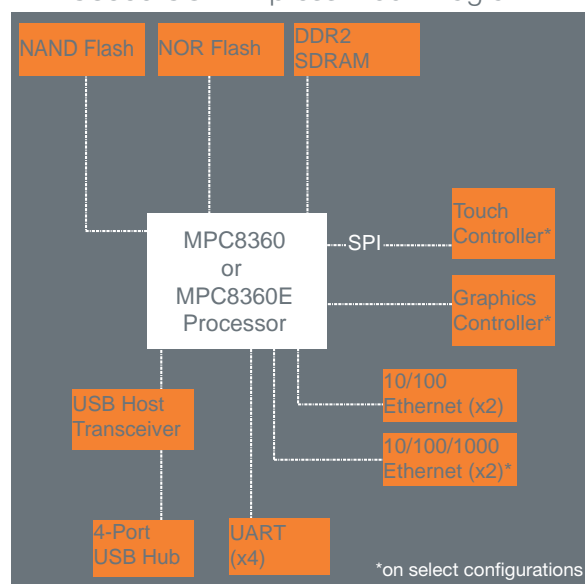 NAND Flash
NOR Flash
DDR2
SDRAM
MPC8360
or
MPC8360E
Processor
SPI
Touch
Controller*
Graphics
Controller*
10/100
Ethernet (x2)
10/100/1000
Ethernet (x2)*
USB Host
Transceiver
4-Port
USB Hub
UART
(x4)
*on select configurations